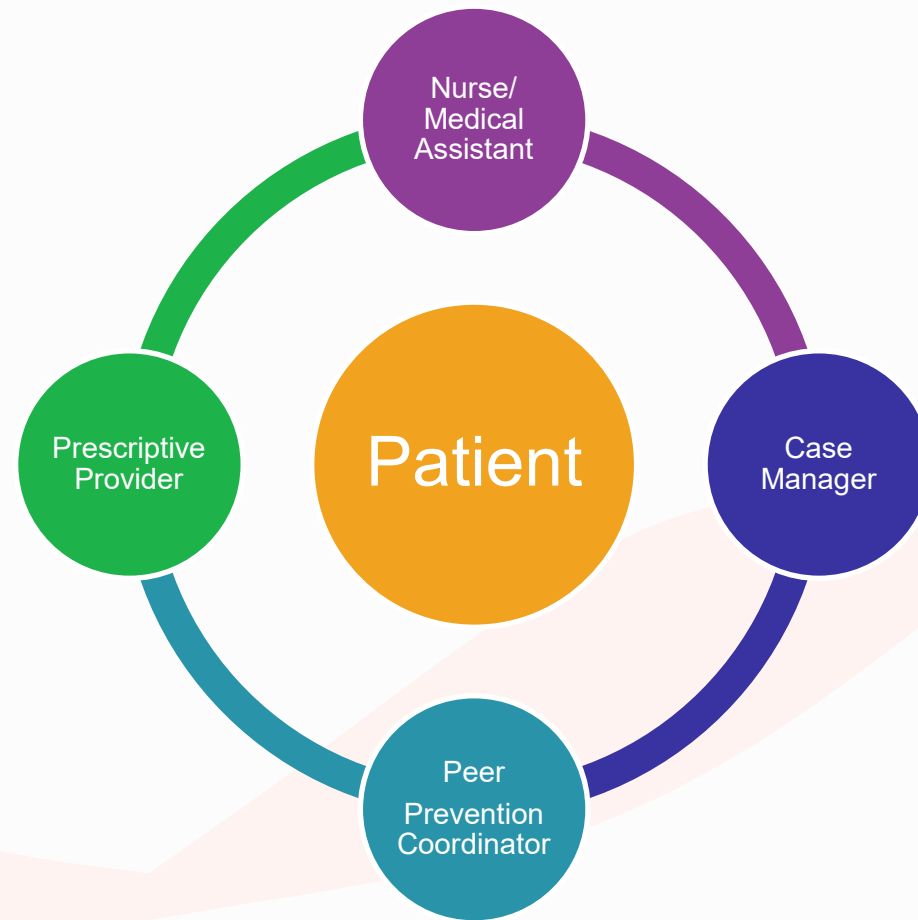 Nurse/
Medical
Assistant
Prescriptive
Provider
Patient
Case
Manager
Peer
Prevention
Coordinator